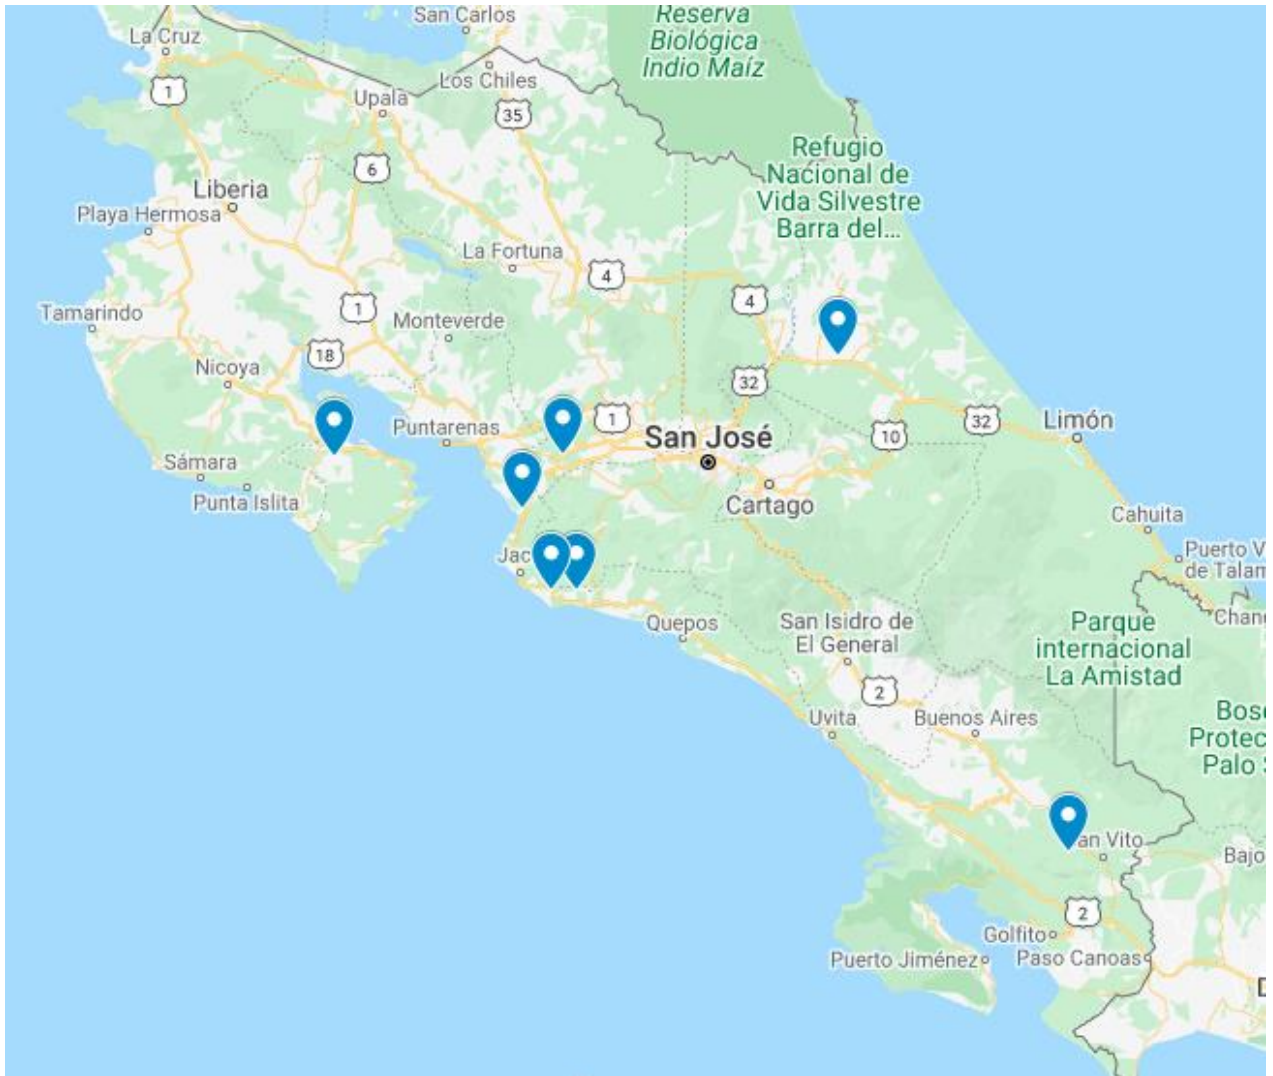 San Carlos
Reserva
Biológica
Indio Maíz
La Cruz
Los Chiles
1
Upala
35
Refugio
Nacional de
Vida Silvestre
Barra del...
6
Liberia
Playa Hermosa
La Fortuna
4
4
1
Tamarindo
Monteverde
18
Nicoya
32
1
Puntarenas
San José
10
32
Limón
Sámara
Punta Islita
Cartago
Cahuita
Jac
Puerto V
de Talam
Quepos
San Isidro de
El General
Parque
internacional
La Amistad
Chang
2
Uvita
Buenos Aires
Bos
Protec
Palo S
an Vito
Bajo
2
Golfito
Puerto Jiménez
Paso Canoas
D